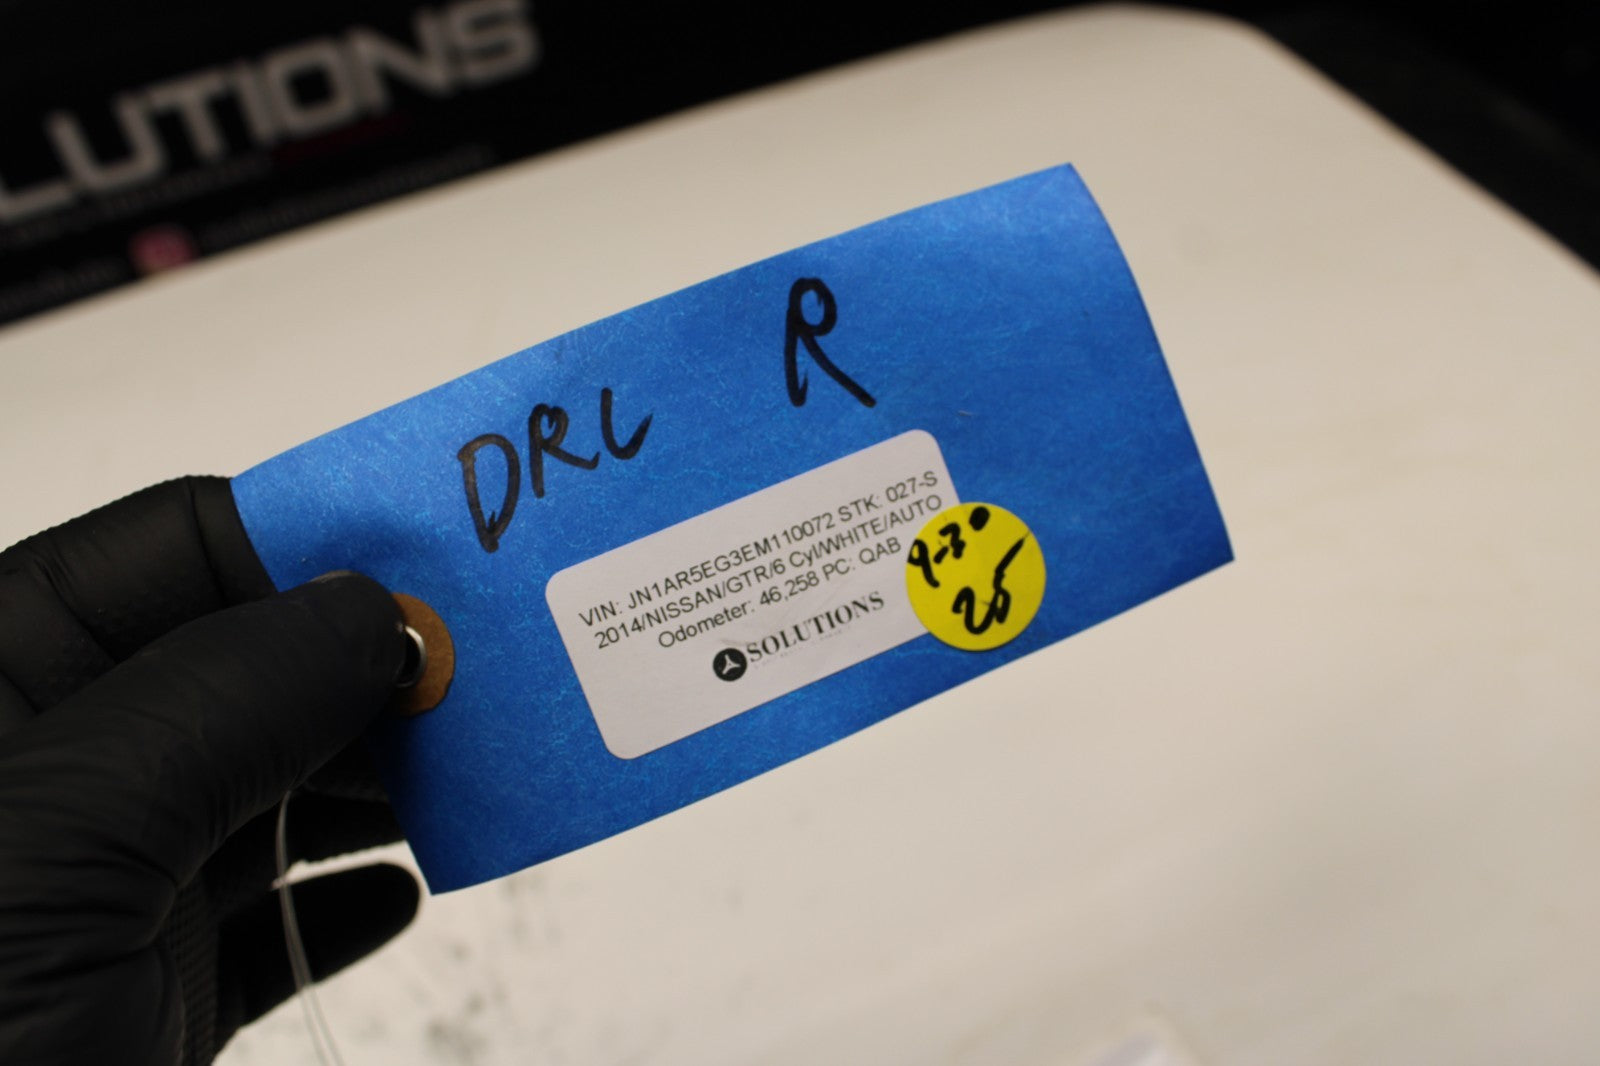 LUTIONS
DRL R
VIN: JN1AR5EG3EM110072 STK: 027-S
2014/NISSAN/GTR/6 Cyl/WHITE/AUTO
Odometer: 46,258 PC: QAB
SOLUTIONS
9-30
25